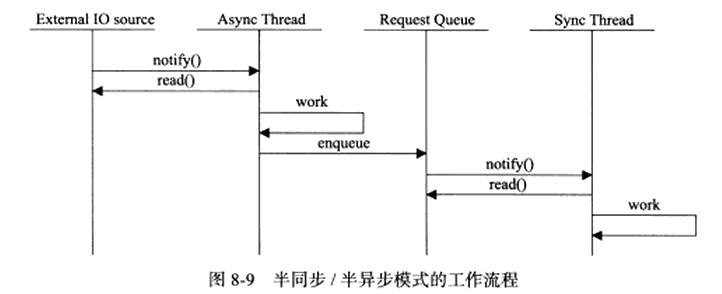 External IO source Async Thread Request Queue Sync Thread
notify()
read()
work
enqueue
notify()
read()
work
图 8-9 半同步 / 半异步模式的工作流程